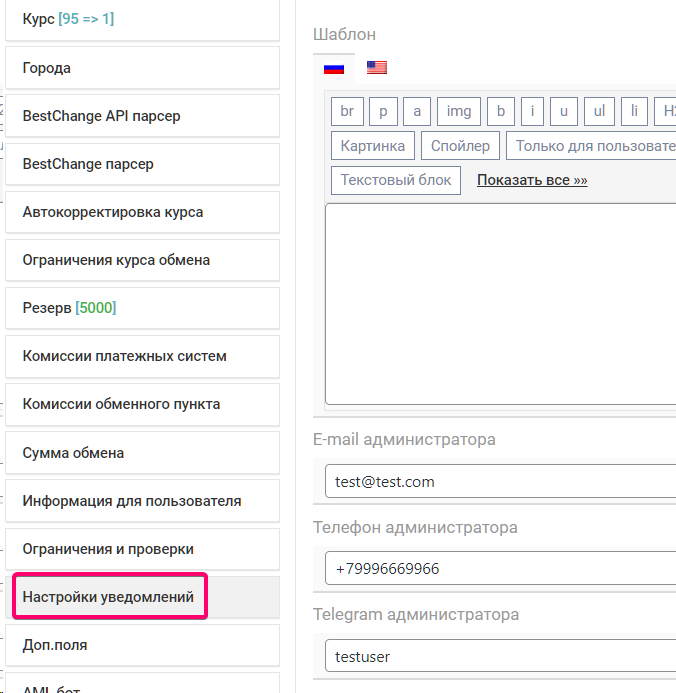 Курс [95 => 1]
Города
BestChange API парсер
BestChange парсер
Автокорректировка курса
Ограничения курса обмена
Резерв [5000]
Комиссии платежных систем
Комиссии обменного пункта
Сумма обмена
Информация для пользователя
Ограничения и проверки
Настройки уведомлений
Доп.поля
AML бот
Шаблон
br p a img b i u ul li
Картинка Спойлер Только для
Текстовый блок Показать все »»
E-mail администратора
test@test.com
Телефон администратора
+79996669966
Telegram администратора
testuser